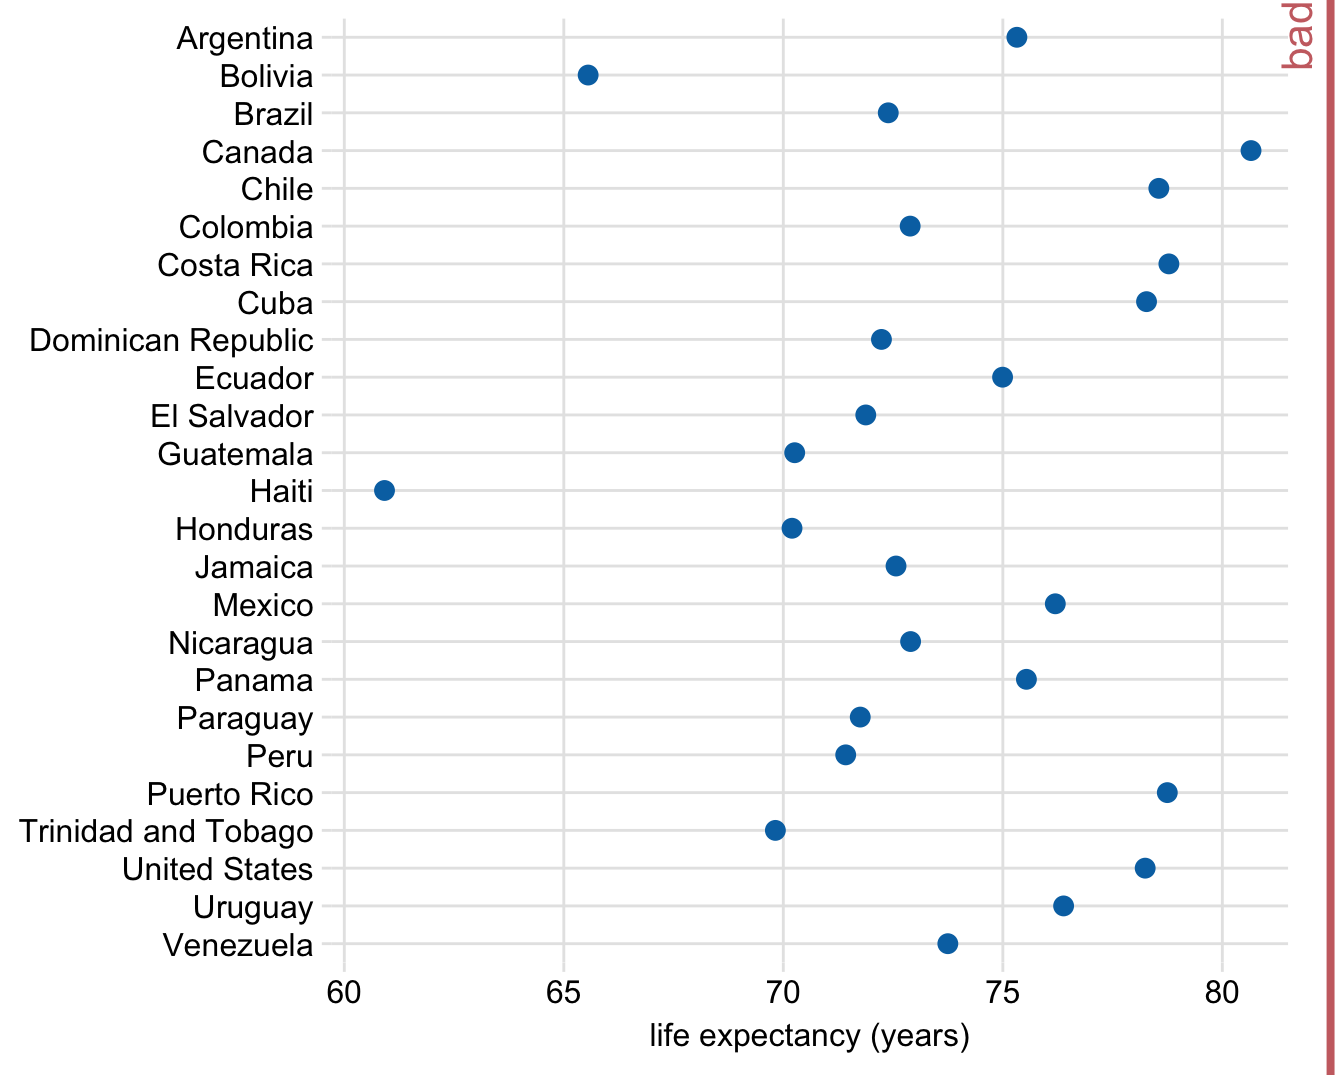 bad
Argentina
Bolivia
Brazil
Canada
Chile
Colombia
Costa Rica
Cuba
Dominican Republic
Ecuador
El Salvador
Guatemala
Haiti
Honduras
Jamaica
Mexico
Nicaragua
Panama
Paraguay
Peru
Puerto Rico
Trinidad and Tobago
United States
Uruguay
Venezuela
60 65 70 75 80
life expectancy (years)